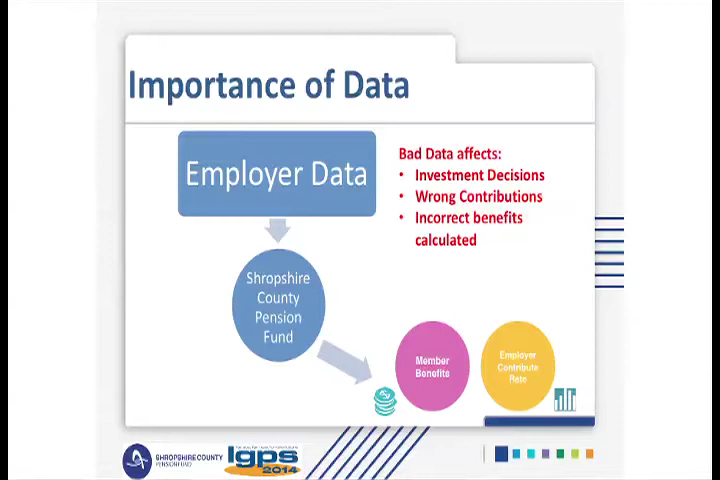 Importance of Data
Employer Data
Bad Data affects:
• Investment Decisions
• Wrong Contributions
• Incorrect benefits
calculated
Shropshire
County
Pension
Fund
Member
Benefits
Employer
Contribute
Rate
SHROPSHIRE COUNTY
PENSION FUND
lgps
2014